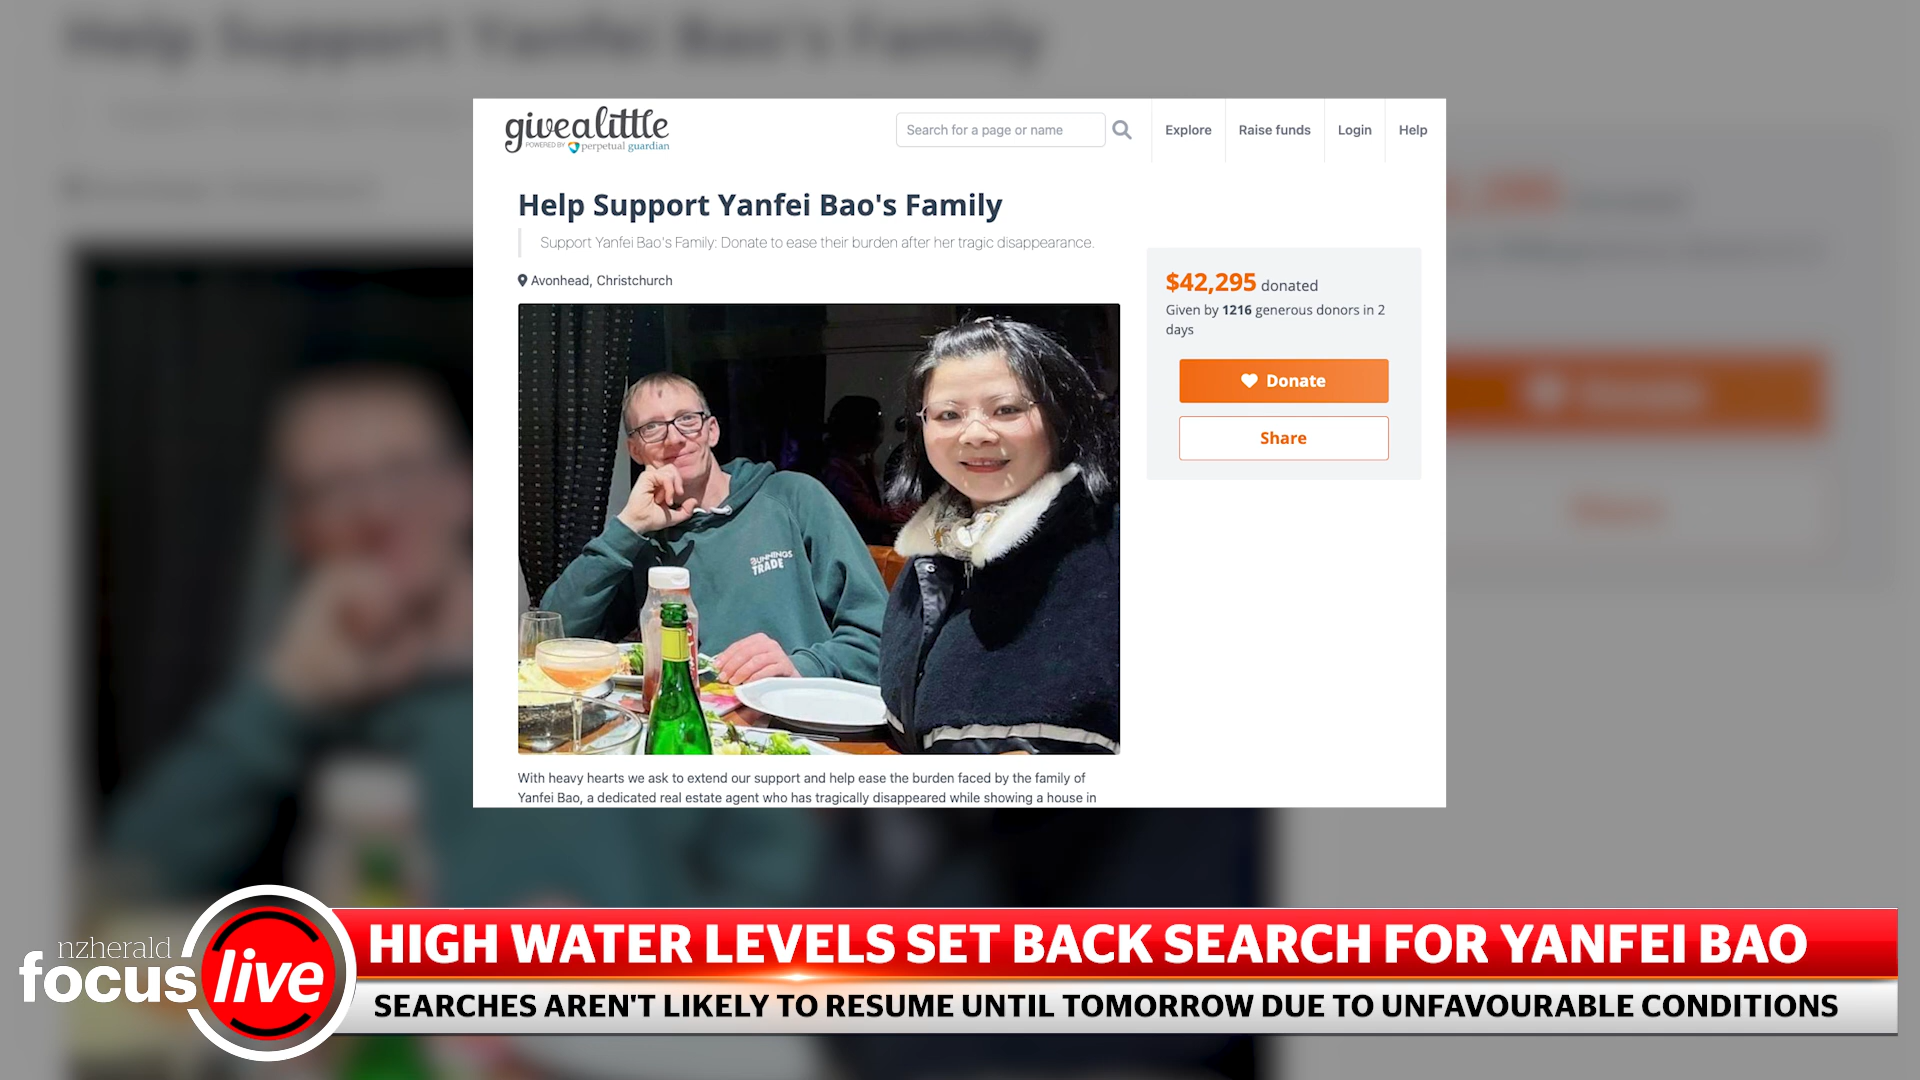 givealittle
POWERED BY perpetual guardian
Search for a page or name
Explore
Raise funds
Login
Help
Help Support Yanfei Bao's Family
Support Yanfei Bao's Family: Donate to ease their burden after her tragic disappearance.
Avonhead, Christchurch
$42,295 donated
Given by 1216 generous donors in 2
days
Donate
Share
BUNNINGS
TRADE
With heavy hearts we ask to extend our support and help ease the burden faced by the family of
Yanfei Bao, a dedicated real estate agent who has tragically disappeared while showing a house in
nzherald
focus
live
HIGH WATER LEVELS SET BACK SEARCH FOR YANFEI BAO
SEARCHES AREN'T LIKELY TO RESUME UNTIL TOMORROW DUE TO UNFAVOURABLE CONDITIONS